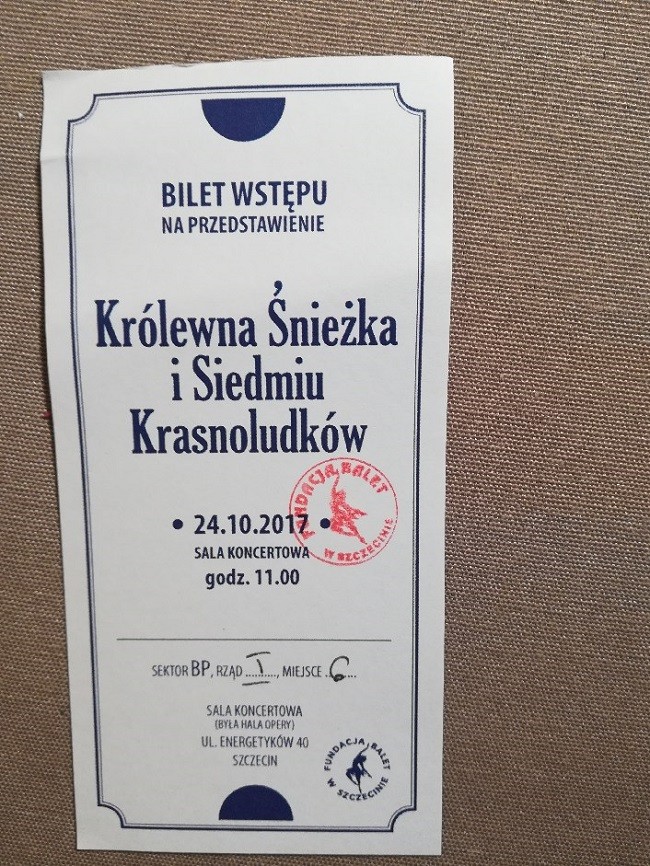 BILET WSTĘPU
NA PRZEDSTAWIENIE
Królewna Śnieżka
i Siedmiu
Krasnoludków
FUNDACJA BALET
W SZCZECINIE
• 24.10.2017 •
SALA KONCERTOWA
godz. 11.00
SEKTOR BP, RZĄD ....I......, MIEJSCE ..6....
SALA KONCERTOWA
(BYŁA HALA OPERY)
UL. ENERGETYKÓW 40
SZCZECIN
FUNDACJA BALET
W SZCZECINIE